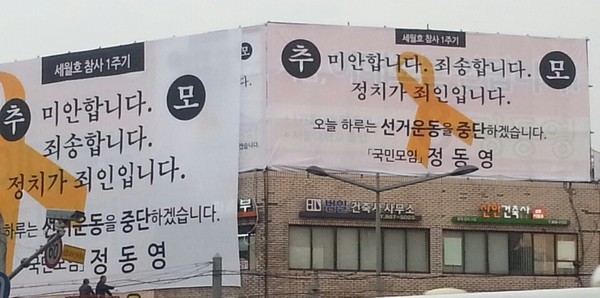 세월호 참사 1주기
추 모
미안합니다.
죄송합니다.
정치가 죄인입니다.
오늘 하루는 선거운동을 중단하겠습니다.
「국민모임」 정동영
세월호 참사 1주기
추 모
미안합니다. 죄송합니다.
정치가 죄인입니다.
오늘 하루는 선거운동을 중단하겠습니다.
「국민모임」 정동영
부
범일 건축사사무소
건축사